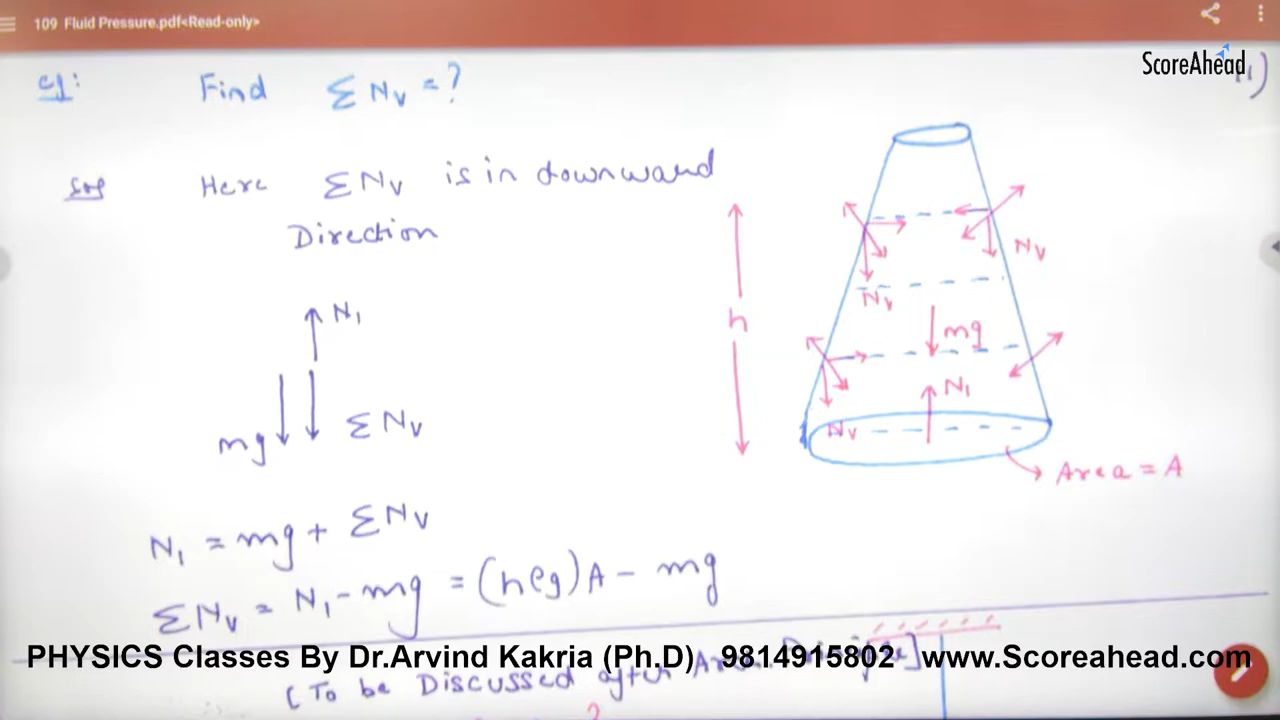 109 Fluid Pressure.pdf<Read-only>
ScoreAhead
Q1: Find ΣNv = ?
Sol Here ΣNv is in downward
Direction
N1
mg ΣNv
N1 = mg + ΣNv
ΣNv = N1 - mg = (hρg)A - mg
h
Nv
Nv
mg
N1
Nv
Area = A
PHYSICS Classes By Dr.Arvind Kakria (Ph.D) 9814915802 www.Scoreahead.com
[To be Discussed after